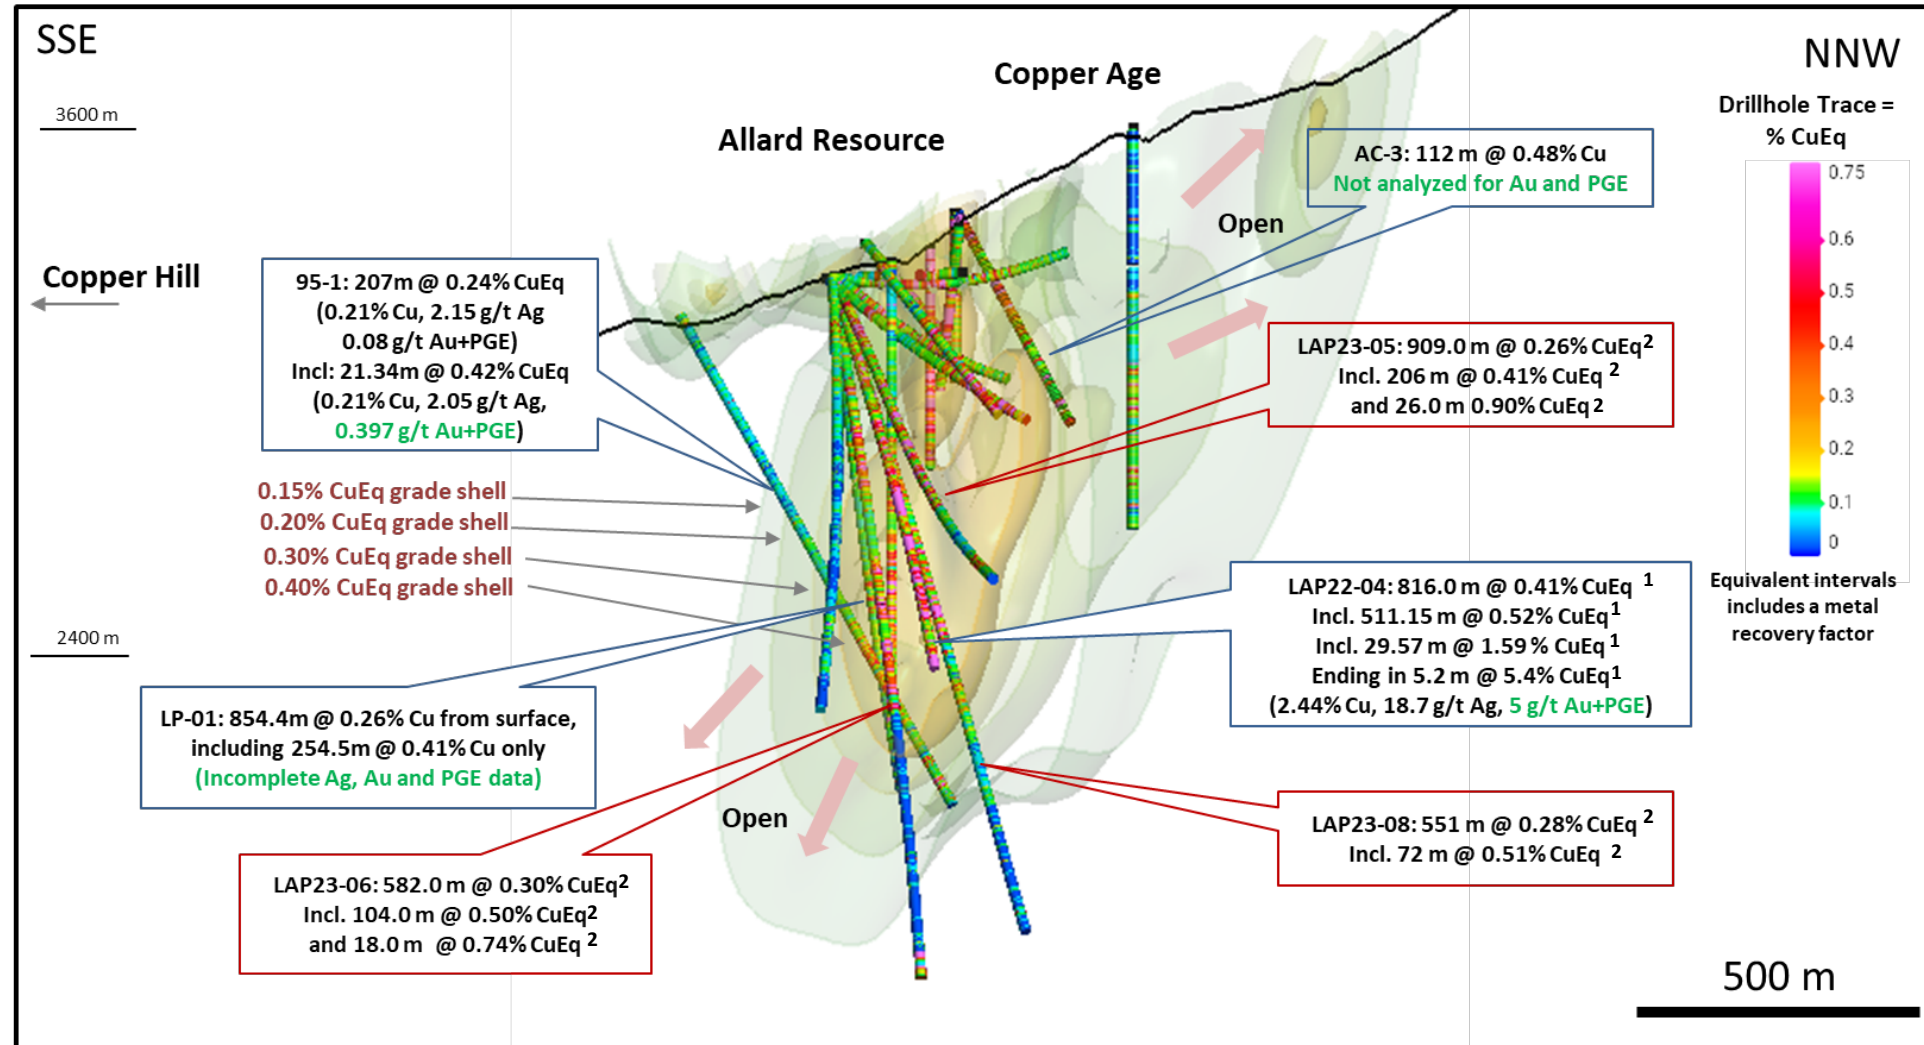 SSE
NNW
Copper Age
Allard Resource
3600 m
Drillhole Trace =
% CuEq
0.75
0.6
0.5
0.4
0.3
0.2
0.1
0
Equivalent intervals
includes a metal
recovery factor
AC-3: 112 m @ 0.48% Cu
Not analyzed for Au and PGE
Open
Copper Hill
95-1: 207m @ 0.24% CuEq
(0.21% Cu, 2.15 g/t Ag
0.08 g/t Au+PGE)
Incl: 21.34m @ 0.42% CuEq
(0.21% Cu, 2.05 g/t Ag,
0.397 g/t Au+PGE)
LAP23-05: 909.0 m @ 0.26% CuEq2
Incl. 206 m @ 0.41% CuEq 2
and 26.0 m 0.90% CuEq 2
0.15% CuEq grade shell
0.20% CuEq grade shell
0.30% CuEq grade shell
0.40% CuEq grade shell
2400 m
LAP22-04: 816.0 m @ 0.41% CuEq 1
Incl. 511.15 m @ 0.52% CuEq1
Incl. 29.57 m @ 1.59 % CuEq 1
Ending in 5.2 m @ 5.4% CuEq1
(2.44% Cu, 18.7 g/t Ag, 5 g/t Au+PGE)
LP-01: 854.4m @ 0.26% Cu from surface,
including 254.5m @ 0.41% Cu only
(Incomplete Ag, Au and PGE data)
Open
LAP23-08: 551 m @ 0.28% CuEq 2
Incl. 72 m @ 0.51% CuEq 2
LAP23-06: 582.0 m @ 0.30% CuEq2
Incl. 104.0 m @ 0.50% CuEq2
and 18.0 m @ 0.74% CuEq 2
500 m